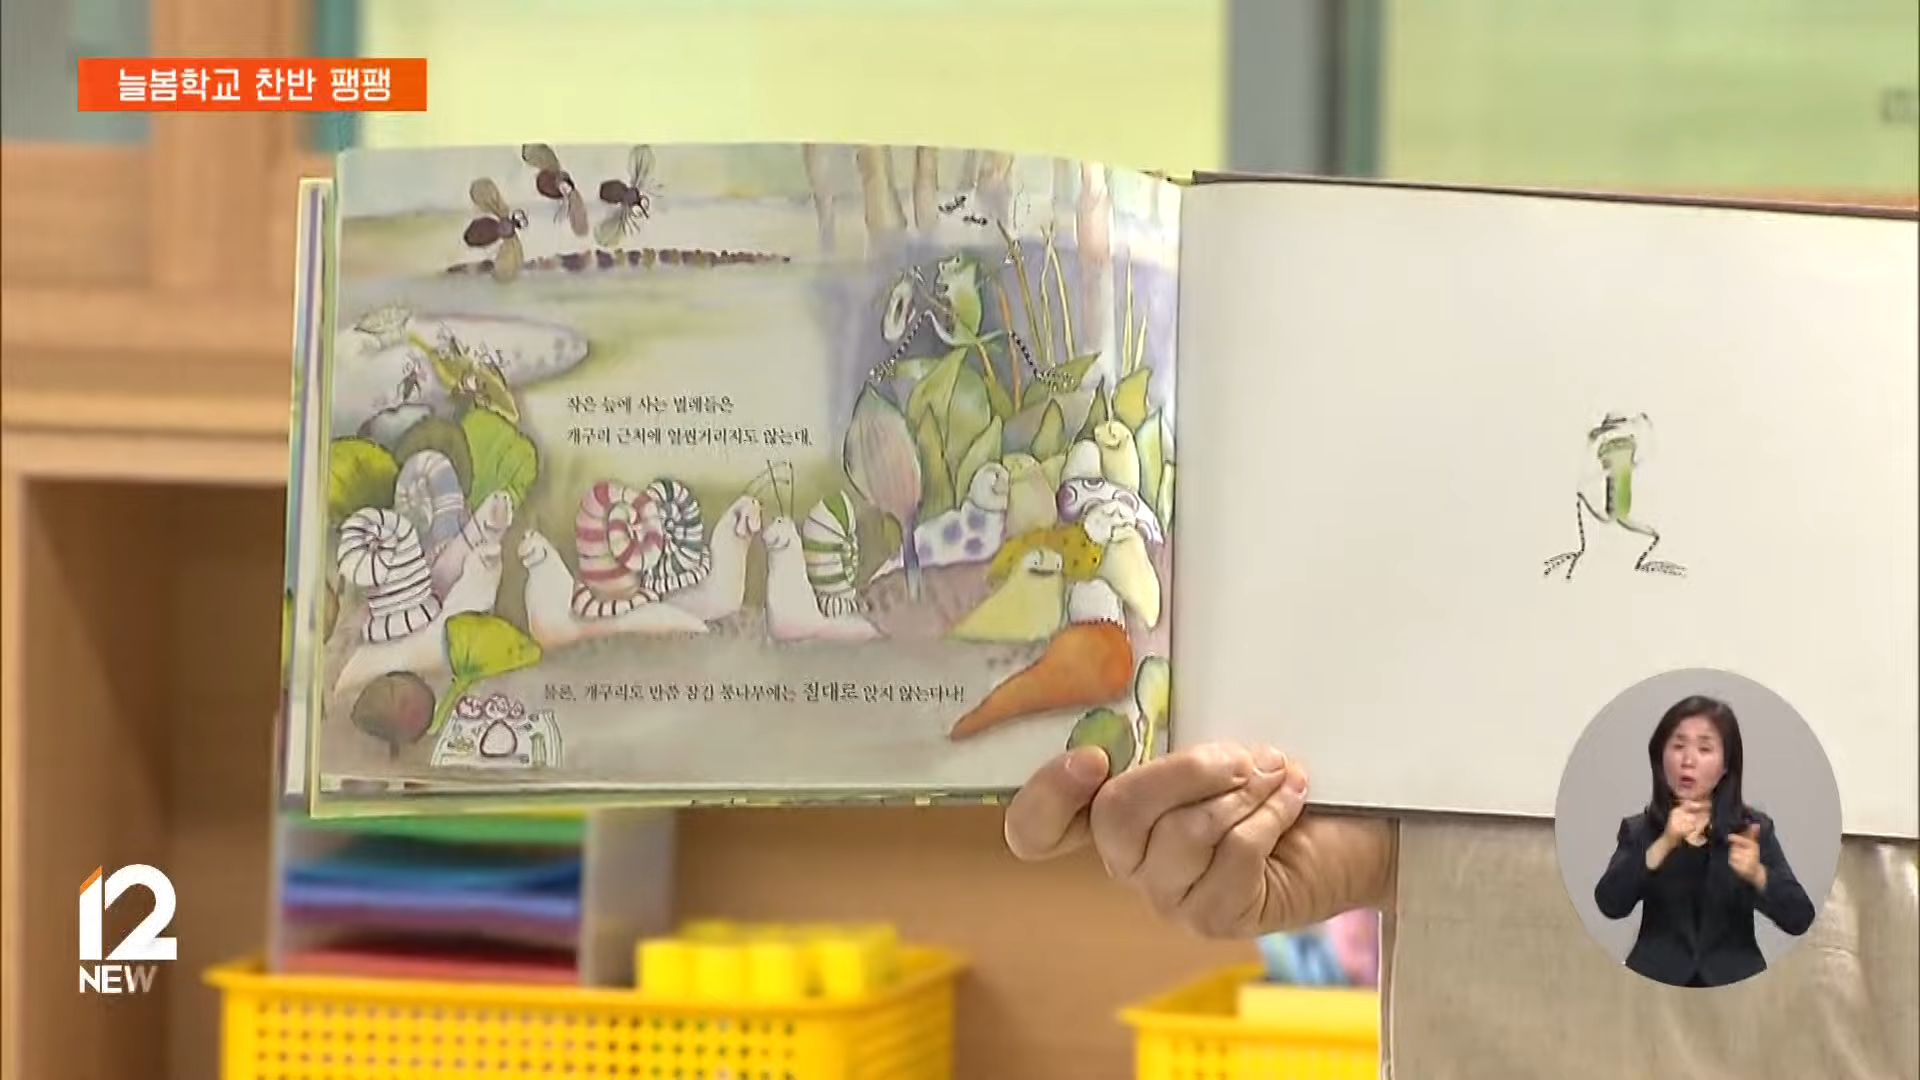 늘봄학교 찬반 팽팽
작은 늪에 사는 벌레들은
개구리 근처에 얼씬거리지도 않는대.
물론, 개구리도 반쯤 잠긴 통나무에는 절대로 앉지 않는다나!
12
NEW